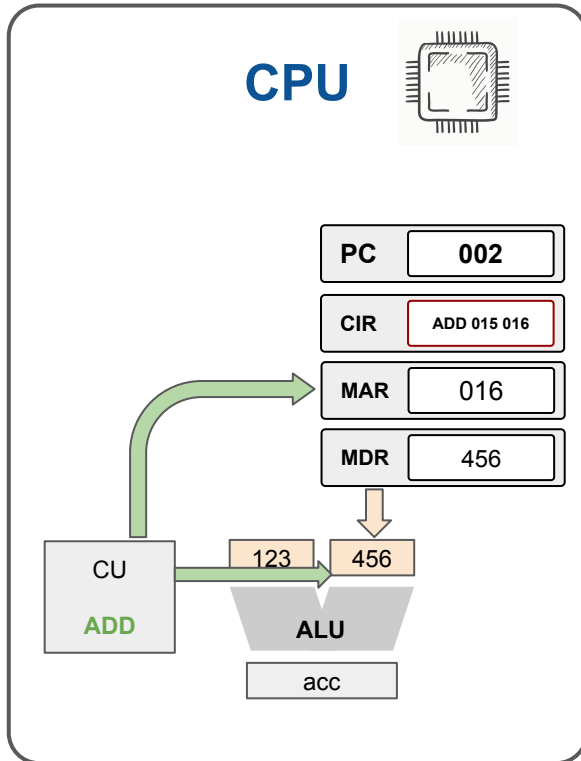 CPU
PC 002
CIR ADD 015 016
MAR 016
MDR 456
CU
ADD
123 456
ALU
acc